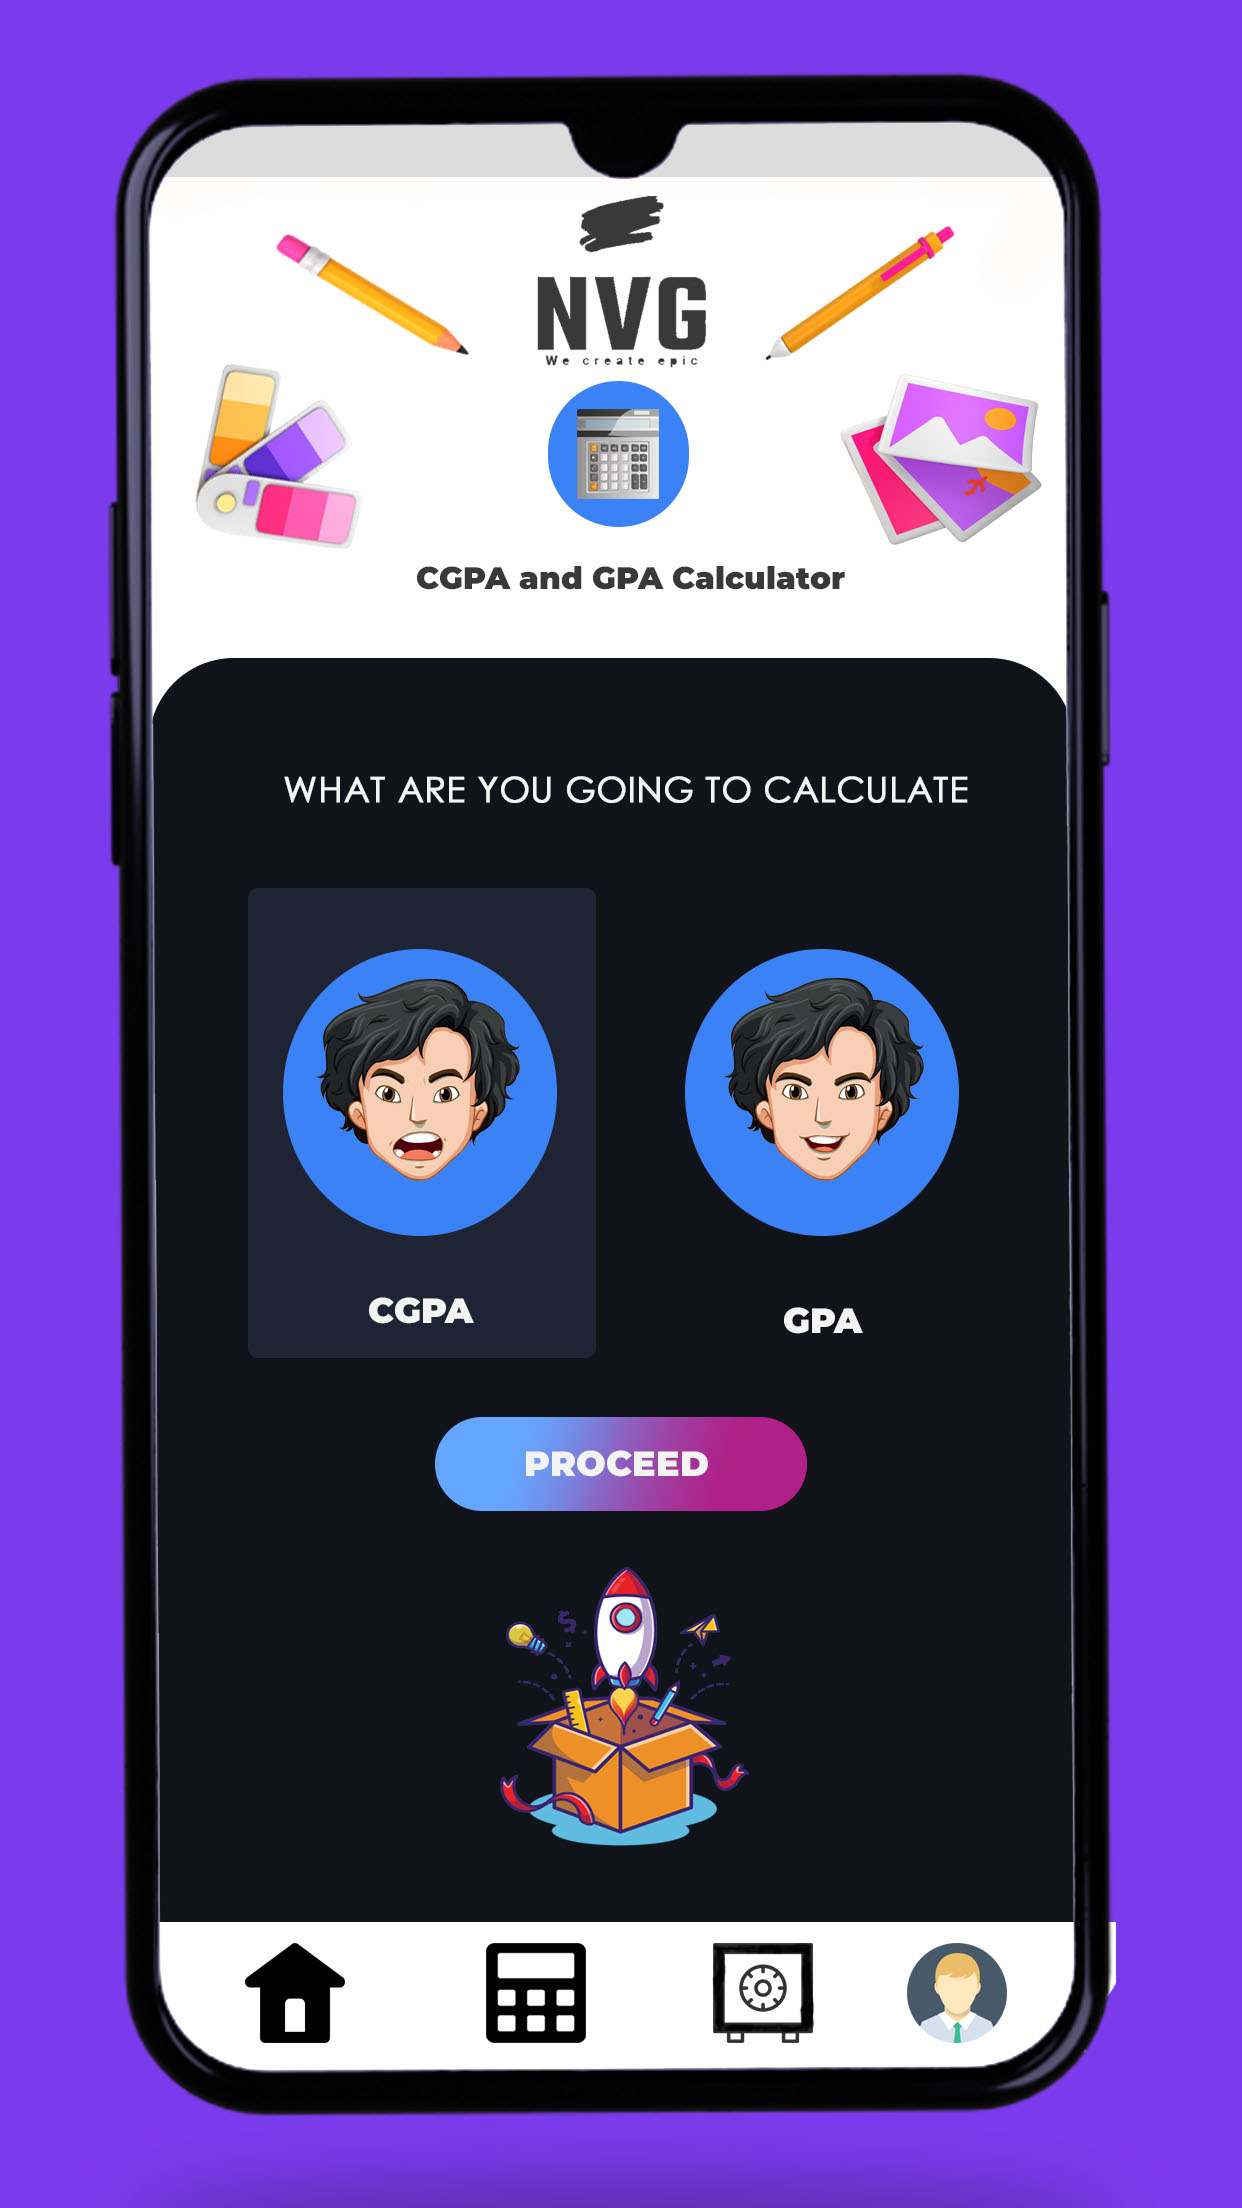 NVG
We create epic
CGPA and GPA Calculator
WHAT ARE YOU GOING TO CALCULATE
CGPA
GPA
PROCEED